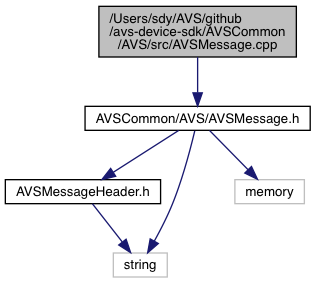 /Users/sdy/AVS/github
/avs-device-sdk/AVSCommon
/AVS/src/AVSMessage.cpp
AVSCommon/AVS/AVSMessage.h
AVSMessageHeader.h
memory
string